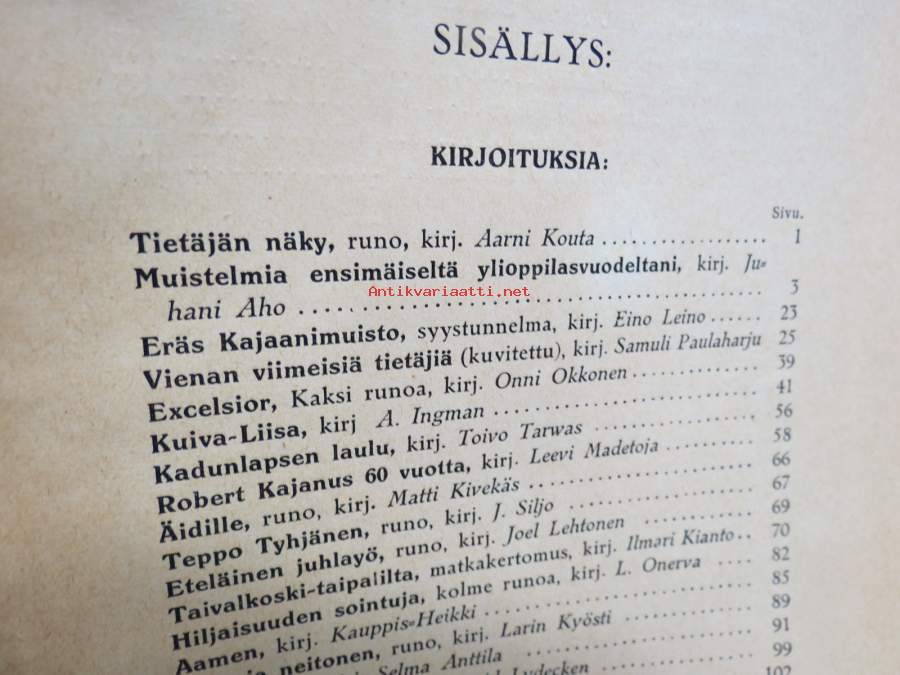 SISÄLLYS:
KIRJOITUKSIA:
Sivu.
Tietäjän näky, runo, kirj. Aarni Kouta .................. 1
Muistelmia ensimäiseltä ylioppilasvuodeltani, kirj. Ju-
hani Aho .................. 3
Antikvariaatti.net
Eräs Kajaanimuisto, syystunnelma, kirj. Eino Leino ...... 23
Vienan viimeisiä tietäjiä (kuvitettu), kirj. Samuli Paulaharju 25
Excelsior, Kaksi runoa, kirj. Onni Okkonen .............. 39
Kuiva-Liisa, kirj A. Ingman .................. 41
Kadunlapsen laulu, kirj. Toivo Tarwas .................. 56
Robert Kajanus 60 vuotta, kirj. Leevi Madetoja ......... 58
Äidille, runo, kirj. Matti Kivekäs .................. 66
Teppo Tyhjänen, runo, kirj. J. Siljo .................. 67
Eteläinen juhlayö, runo, kirj. Joel Lehtonen ........... 69
Taivalkoski-taipalilta, matkakertomus, kirj. Ilmari Kianto .. 70
Hiljaisuuden sointuja, kolme runoa, kirj. L. Onerva .... 82
Aamen, kirj. Kauppis-Heikki .................. 85
neitonen, runo, kirj. Larin Kyösti .................. 89
Selma Anttila .................. 91
Lydecken .................. 99
102